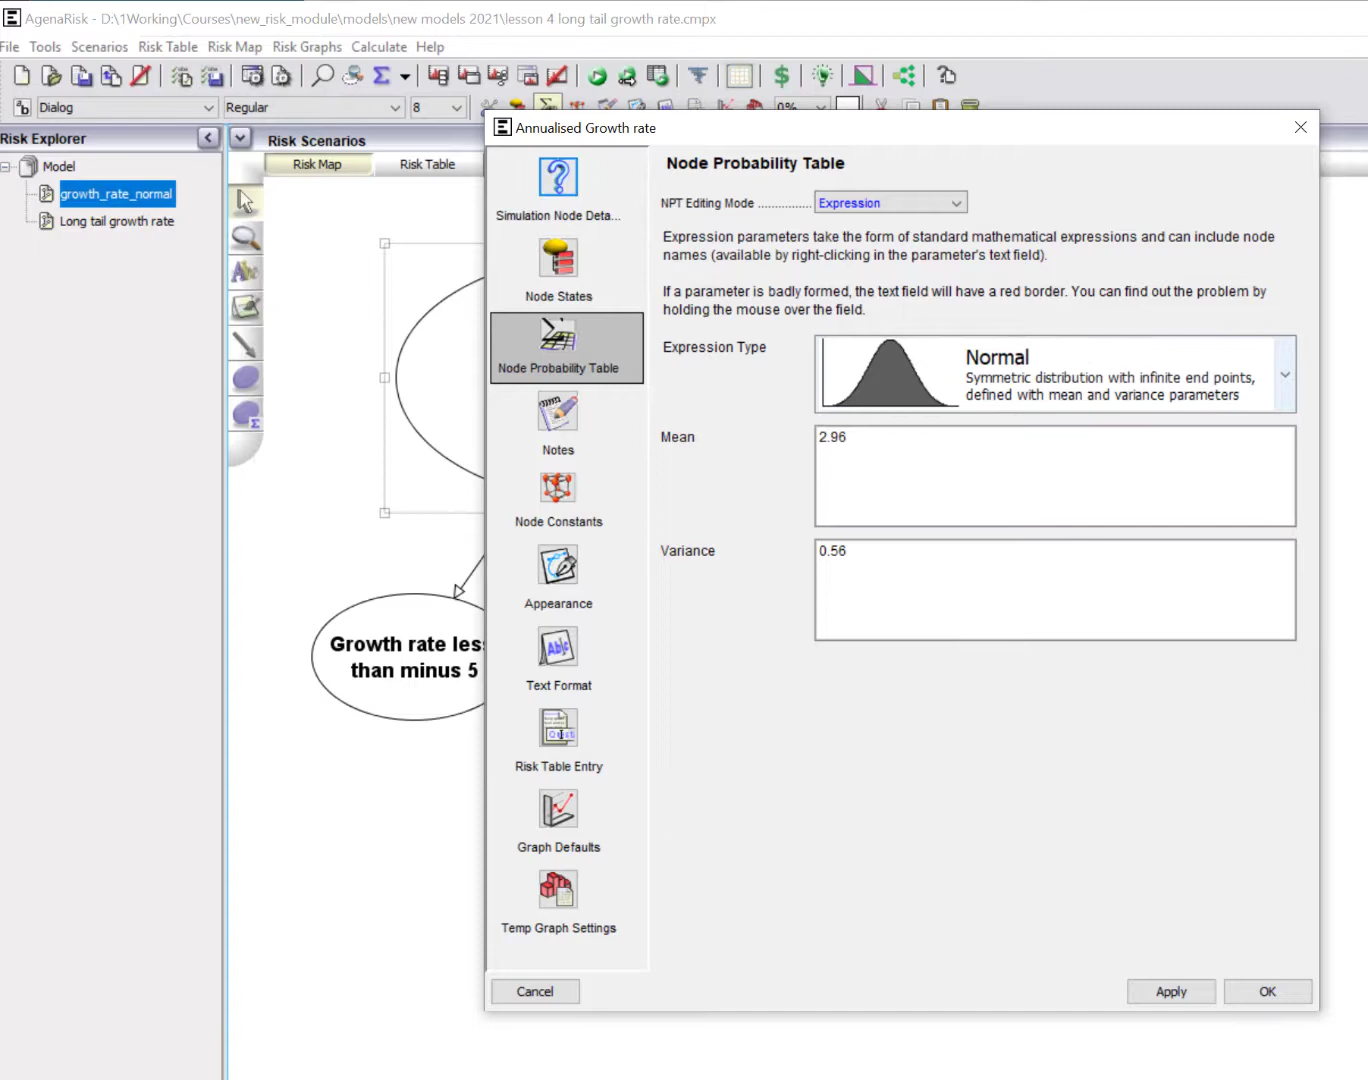 AgenaRisk - D:\1Working\Courses\new_risk_module\models\new models 2021\lesson 4 long tail growth rate.cmpx
File Tools Scenarios Risk Table Risk Map Risk Graphs Calculate Help
Dialog Regular 8 0%
Risk Explorer
Model
growth_rate_normal
Long tail growth rate
Risk Scenarios
Risk Map Risk Table
Abc
Growth rate less
than minus 5
Annualised Growth rate
Simulation Node Deta...
Node States
Node Probability Table
Notes
Node Constants
Appearance
Text Format
Risk Table Entry
Graph Defaults
Temp Graph Settings
Node Probability Table
NPT Editing Mode ................ Expression
Expression parameters take the form of standard mathematical expressions and can include node
names (available by right-clicking in the parameter's text field).
If a parameter is badly formed, the text field will have a red border. You can find out the problem by
holding the mouse over the field.
Expression Type
Normal
Symmetric distribution with infinite end points,
defined with mean and variance parameters
Mean 2.96
Variance 0.56
Cancel Apply OK